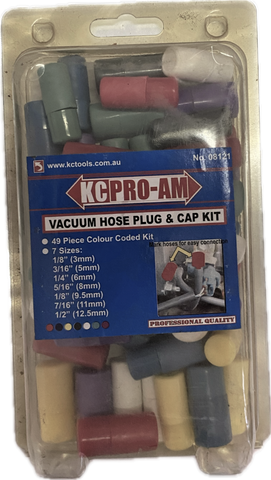 www.kctools.com.au
No. 08121
KCPRO-AM
VACUUM HOSE PLUG & CAP KIT
49 Piece Colour Coded Kit
7 Sizes:
1/8" (3mm)
3/16" (5mm)
1/4" (6mm)
5/16" (8mm)
1/8" (9.5mm)
7/16" (11mm)
1/2" (12.5mm)
Mark hoses for easy connection
PROFESSIONAL QUALITY